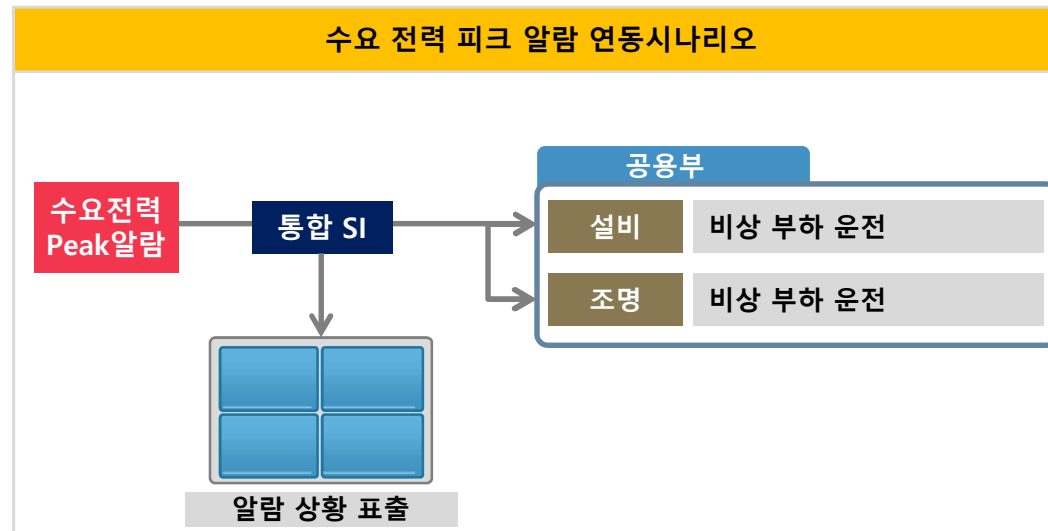 수요 전력 피크 알람 연동시나리오
공용부
수요전력
Peak알람
통합 SI
설비
비상 부하 운전
조명
비상 부하 운전
알람 상황 표출